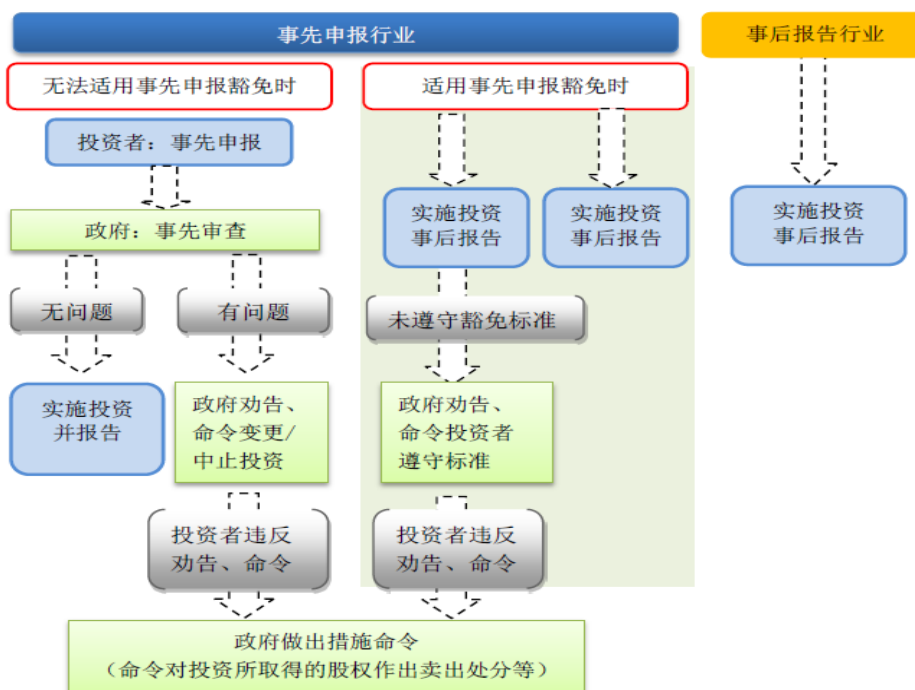 事先申报行业
事后报告行业
无法适用事先申报豁免时
适用事先申报豁免时
投资者：事先申报
政府：事先审查
实施投资
事后报告
实施投资
事后报告
实施投资
事后报告
无问题
有问题
未遵守豁免标准
实施投资
并报告
政府劝告、
命令变更/
中止投资
政府劝告、
命令投资者
遵守标准
投资者违反
劝告、命令
投资者违反
劝告、命令
政府做出措施命令
（命令对投资所取得的股权作出卖出处分等）